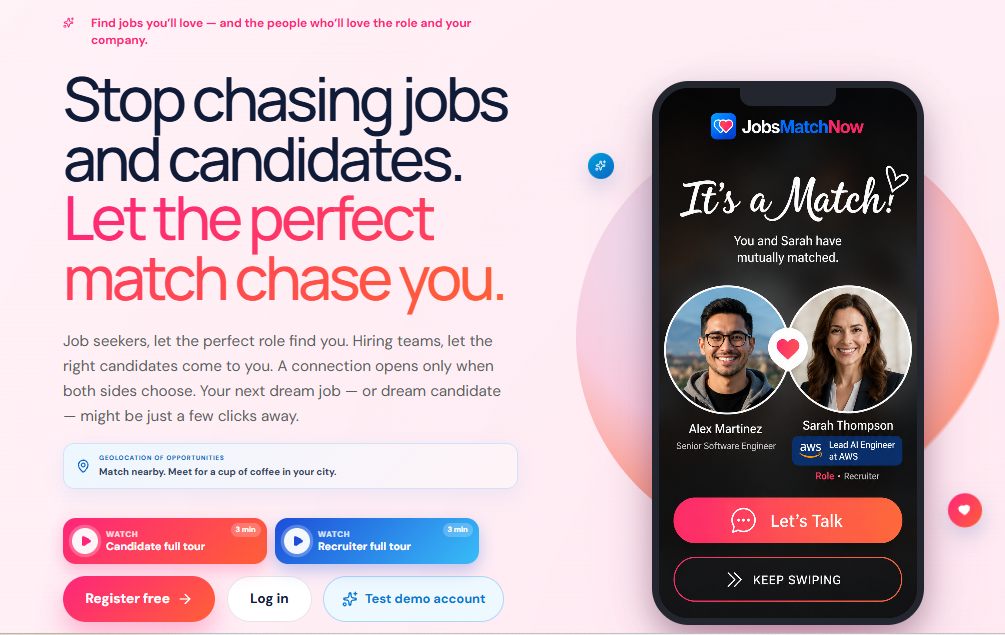 Find jobs you’ll love — and the people who’ll love the role and your
company.
Stop chasing jobs
and candidates.
Let the perfect
match chase you.
Job seekers, let the perfect role find you. Hiring teams, let the
right candidates come to you. A connection opens only when
both sides choose. Your next dream job — or dream candidate
— might be just a few clicks away.
GEOLOCATION OF OPPORTUNITIES
Match nearby. Meet for a cup of coffee in your city.
WATCH
Candidate full tour
3 min
WATCH
Recruiter full tour
3 min
Register free
Log in
Test demo account
JobsMatchNow
It's a Match!
You and Sarah have
mutually matched.
Alex Martinez
Senior Software Engineer
Sarah Thompson
aws
Lead AI Engineer
at AWS
Role • Recruiter
Let's Talk
KEEP SWIPING